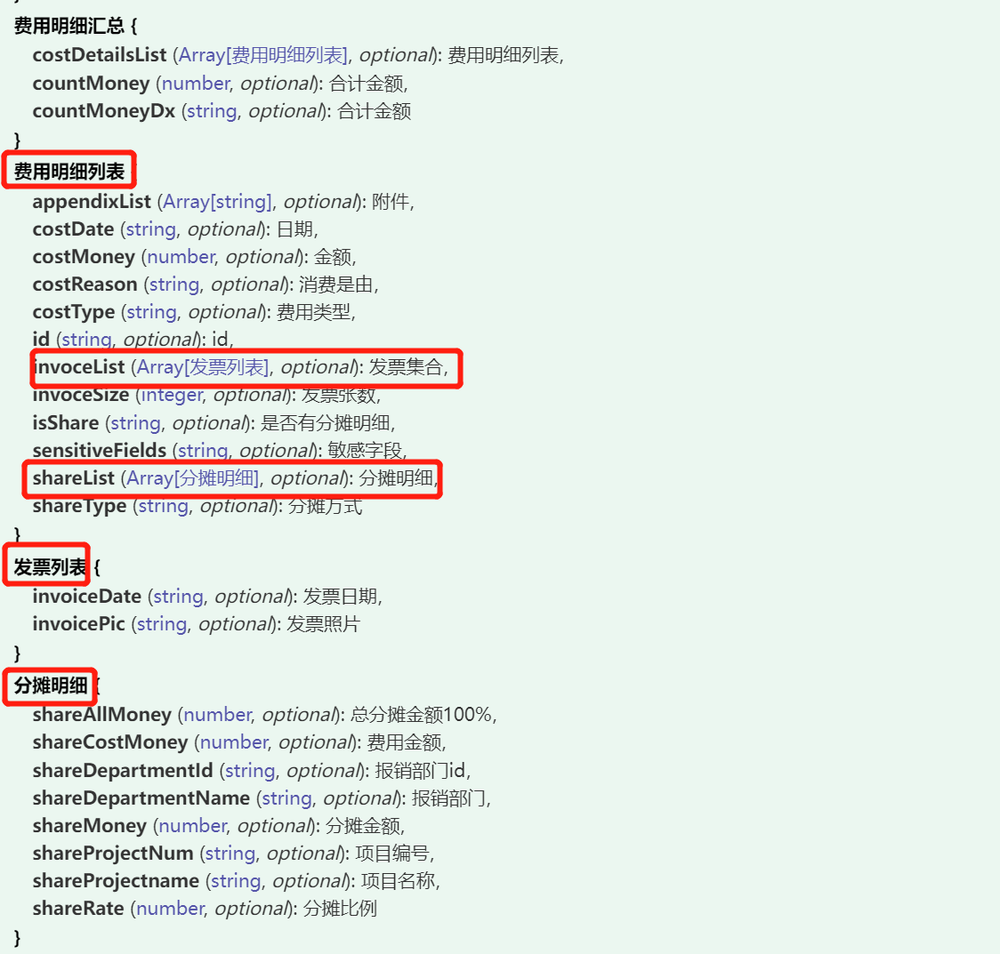 }
费用明细汇总 {
costDetailsList (Array[费用明细列表], optional): 费用明细列表,
countMoney (number, optional): 合计金额,
countMoneyDx (string, optional): 合计金额
}
费用明细列表
appendixList (Array[string], optional): 附件,
costDate (string, optional): 日期,
costMoney (number, optional): 金额,
costReason (string, optional): 消费是由,
costType (string, optional): 费用类型,
id (string, optional): id,
invoceList (Array[发票列表], optional): 发票集合,
invoceSize (integer, optional): 发票张数,
isShare (string, optional): 是否有分摊明细,
sensitiveFields (string, optional): 敏感字段,
shareList (Array[分摊明细], optional): 分摊明细,
shareType (string, optional): 分摊方式
}
发票列表 {
invoiceDate (string, optional): 发票日期,
invoicePic (string, optional): 发票照片
}
分摊明细 {
shareAllMoney (number, optional): 总分摊金额100%,
shareCostMoney (number, optional): 费用金额,
shareDepartmentId (string, optional): 报销部门id,
shareDepartmentName (string, optional): 报销部门,
shareMoney (number, optional): 分摊金额,
shareProjectNum (string, optional): 项目编号,
shareProjectname (string, optional): 项目名称,
shareRate (number, optional): 分摊比例
}